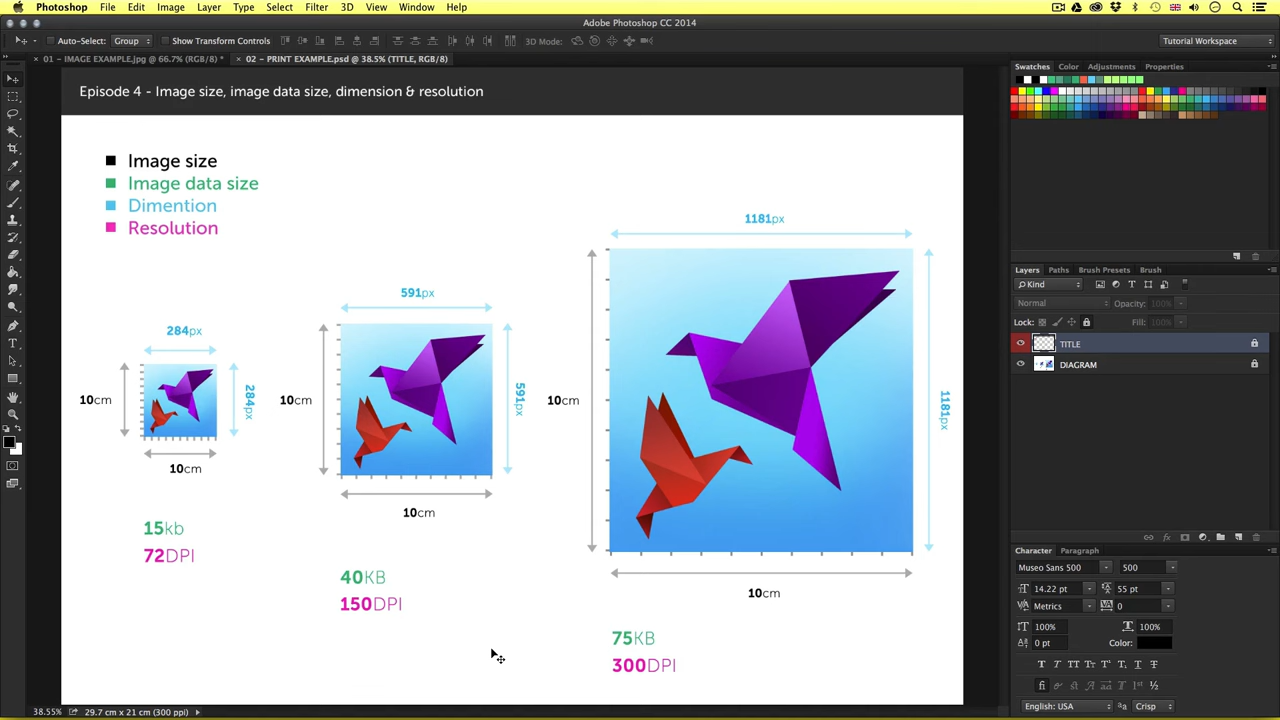 Photoshop File Edit Image Layer Type Select Filter 3D View Window Help
Adobe Photoshop CC 2014
Auto-Select: Group Show Transform Controls 3D Mode: Tutorial Workspace
01 - IMAGE EXAMPLE.jpg @ 66.7% (RGB/8) * 02 - PRINT EXAMPLE.psd @ 38.5% (TITLE, RGB/8)
Episode 4 - Image size, image data size, dimension & resolution
Image size
Image data size
Dimention
Resolution
284px
284px
10cm
10cm
15kb
72DPI
591px
591px
10cm
10cm
40KB
150DPI
1181px
1181px
10cm
10cm
75KB
300DPI
38.55% 29.7 cm x 21 cm (300 ppi)
Swatches Color Adjustments Properties
Layers Paths Brush Presets Brush
Kind
Normal Opacity: 100%
Lock: Fill: 100%
TITLE
DIAGRAM
Character Paragraph
Museo Sans 500 500
14.22 pt 55 pt
Metrics 0
100% 100%
0 pt Color:
English: USA Crisp